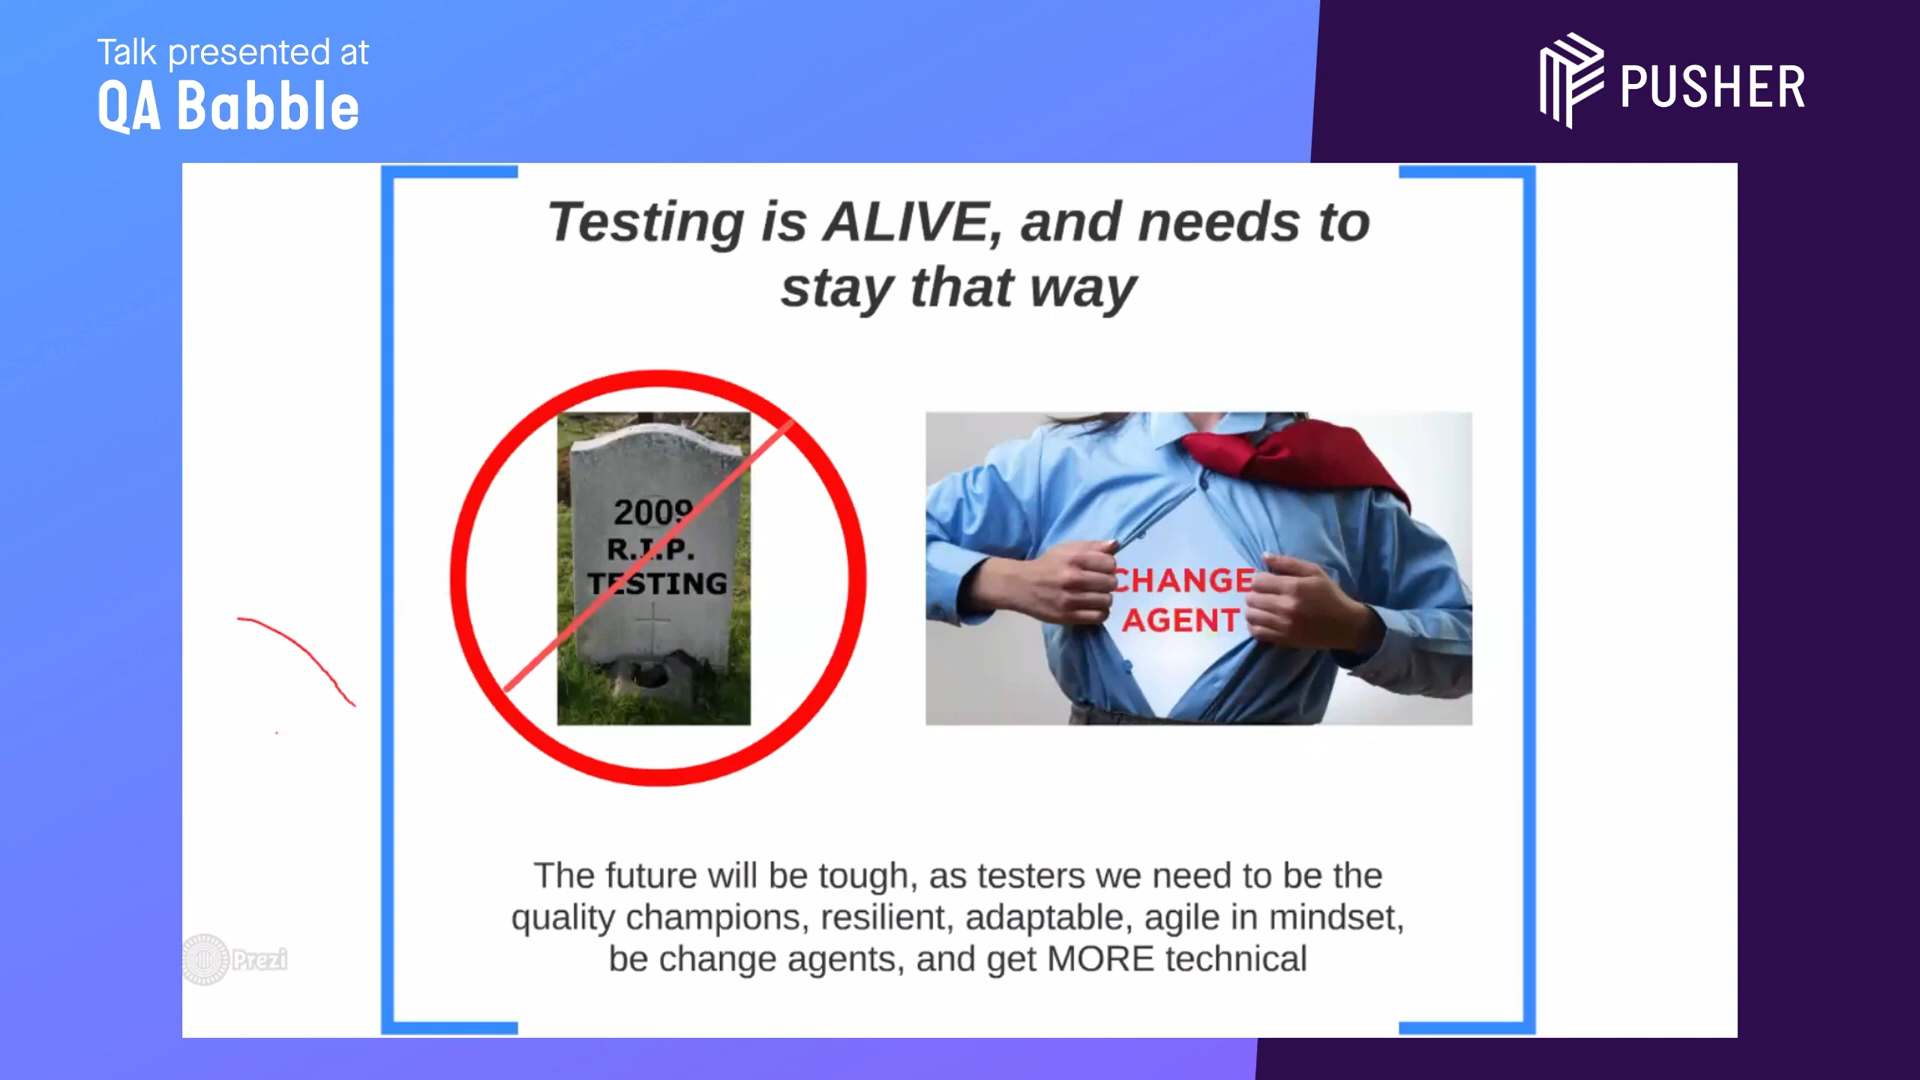 Talk presented at
QA Babble
PUSHER
Testing is ALIVE, and needs to
stay that way
2009
R.I.P.
TESTING
CHANGE
AGENT
The future will be tough, as testers we need to be the
quality champions, resilient, adaptable, agile in mindset,
be change agents, and get MORE technical
Prezi